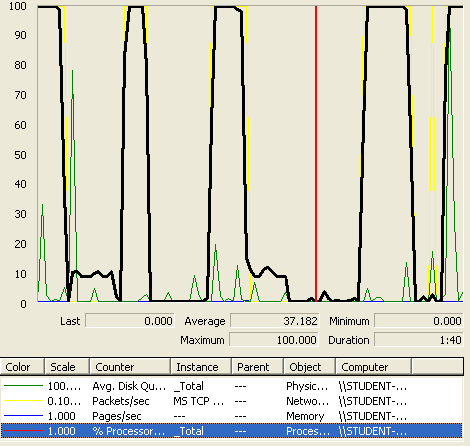 100
90
80
70
60
50
40
30
20
10
0
Last 0.000 Average 37.182 Minimum 0.000
Maximum 100.000 Duration 1:40
Color Scale Counter Instance Parent Object Computer
100.... Avg. Disk Qu... _Total --- Physic... \\STUDENT-...
0.10... Packets/sec MS TCP ... --- Netwo... \\STUDENT-...
1.000 Pages/sec --- --- Memory \\STUDENT-...
1.000 % Processor... _Total --- Proces... \\STUDENT-...